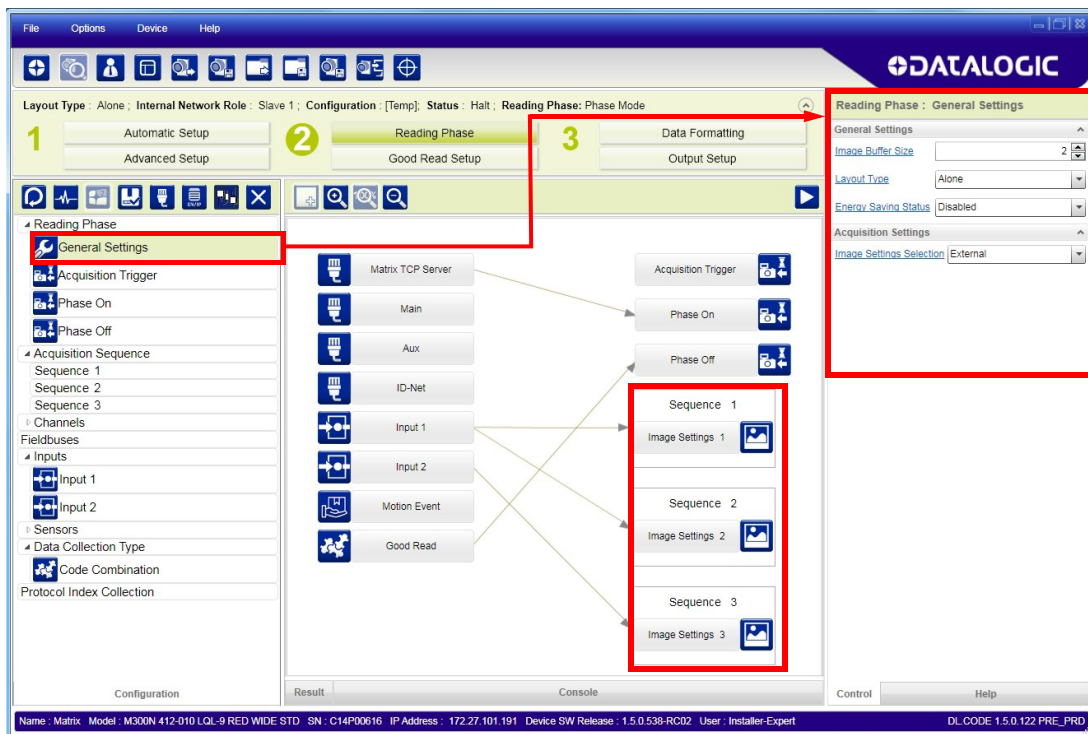 File Options Device Help
DATALOGIC
Layout Type : Alone ; Internal Network Role : Slave 1 ; Configuration : [Temp]; Status : Halt ; Reading Phase: Phase Mode
1 Automatic Setup
Advanced Setup
2 Reading Phase
Good Read Setup
3 Data Formatting
Output Setup
Reading Phase
General Settings
Acquisition Trigger
Phase On
Phase Off
Acquisition Sequence
Sequence 1
Sequence 2
Sequence 3
Channels
Fieldbuses
Inputs
Input 1
Input 2
Sensors
Data Collection Type
Code Combination
Protocol Index Collection
Configuration
Matrix TCP Server
Main
Aux
ID-Net
Input 1
Input 2
Motion Event
Good Read
Acquisition Trigger
Phase On
Phase Off
Sequence 1
Image Settings 1
Sequence 2
Image Settings 2
Sequence 3
Image Settings 3
Result Console
Reading Phase : General Settings
General Settings
Image Buffer Size 2
Layout Type Alone
Energy Saving Status Disabled
Acquisition Settings
Image Settings Selection External
Control Help
Name : Matrix Model : M300N 412-010 LQL-9 RED WIDE STD SN : C14P00616 IP Address : 172.27.101.191 Device SW Release : 1.5.0.538-RC02 User : Installer-Expert DL.CODE 1.5.0.122 PRE_PRD